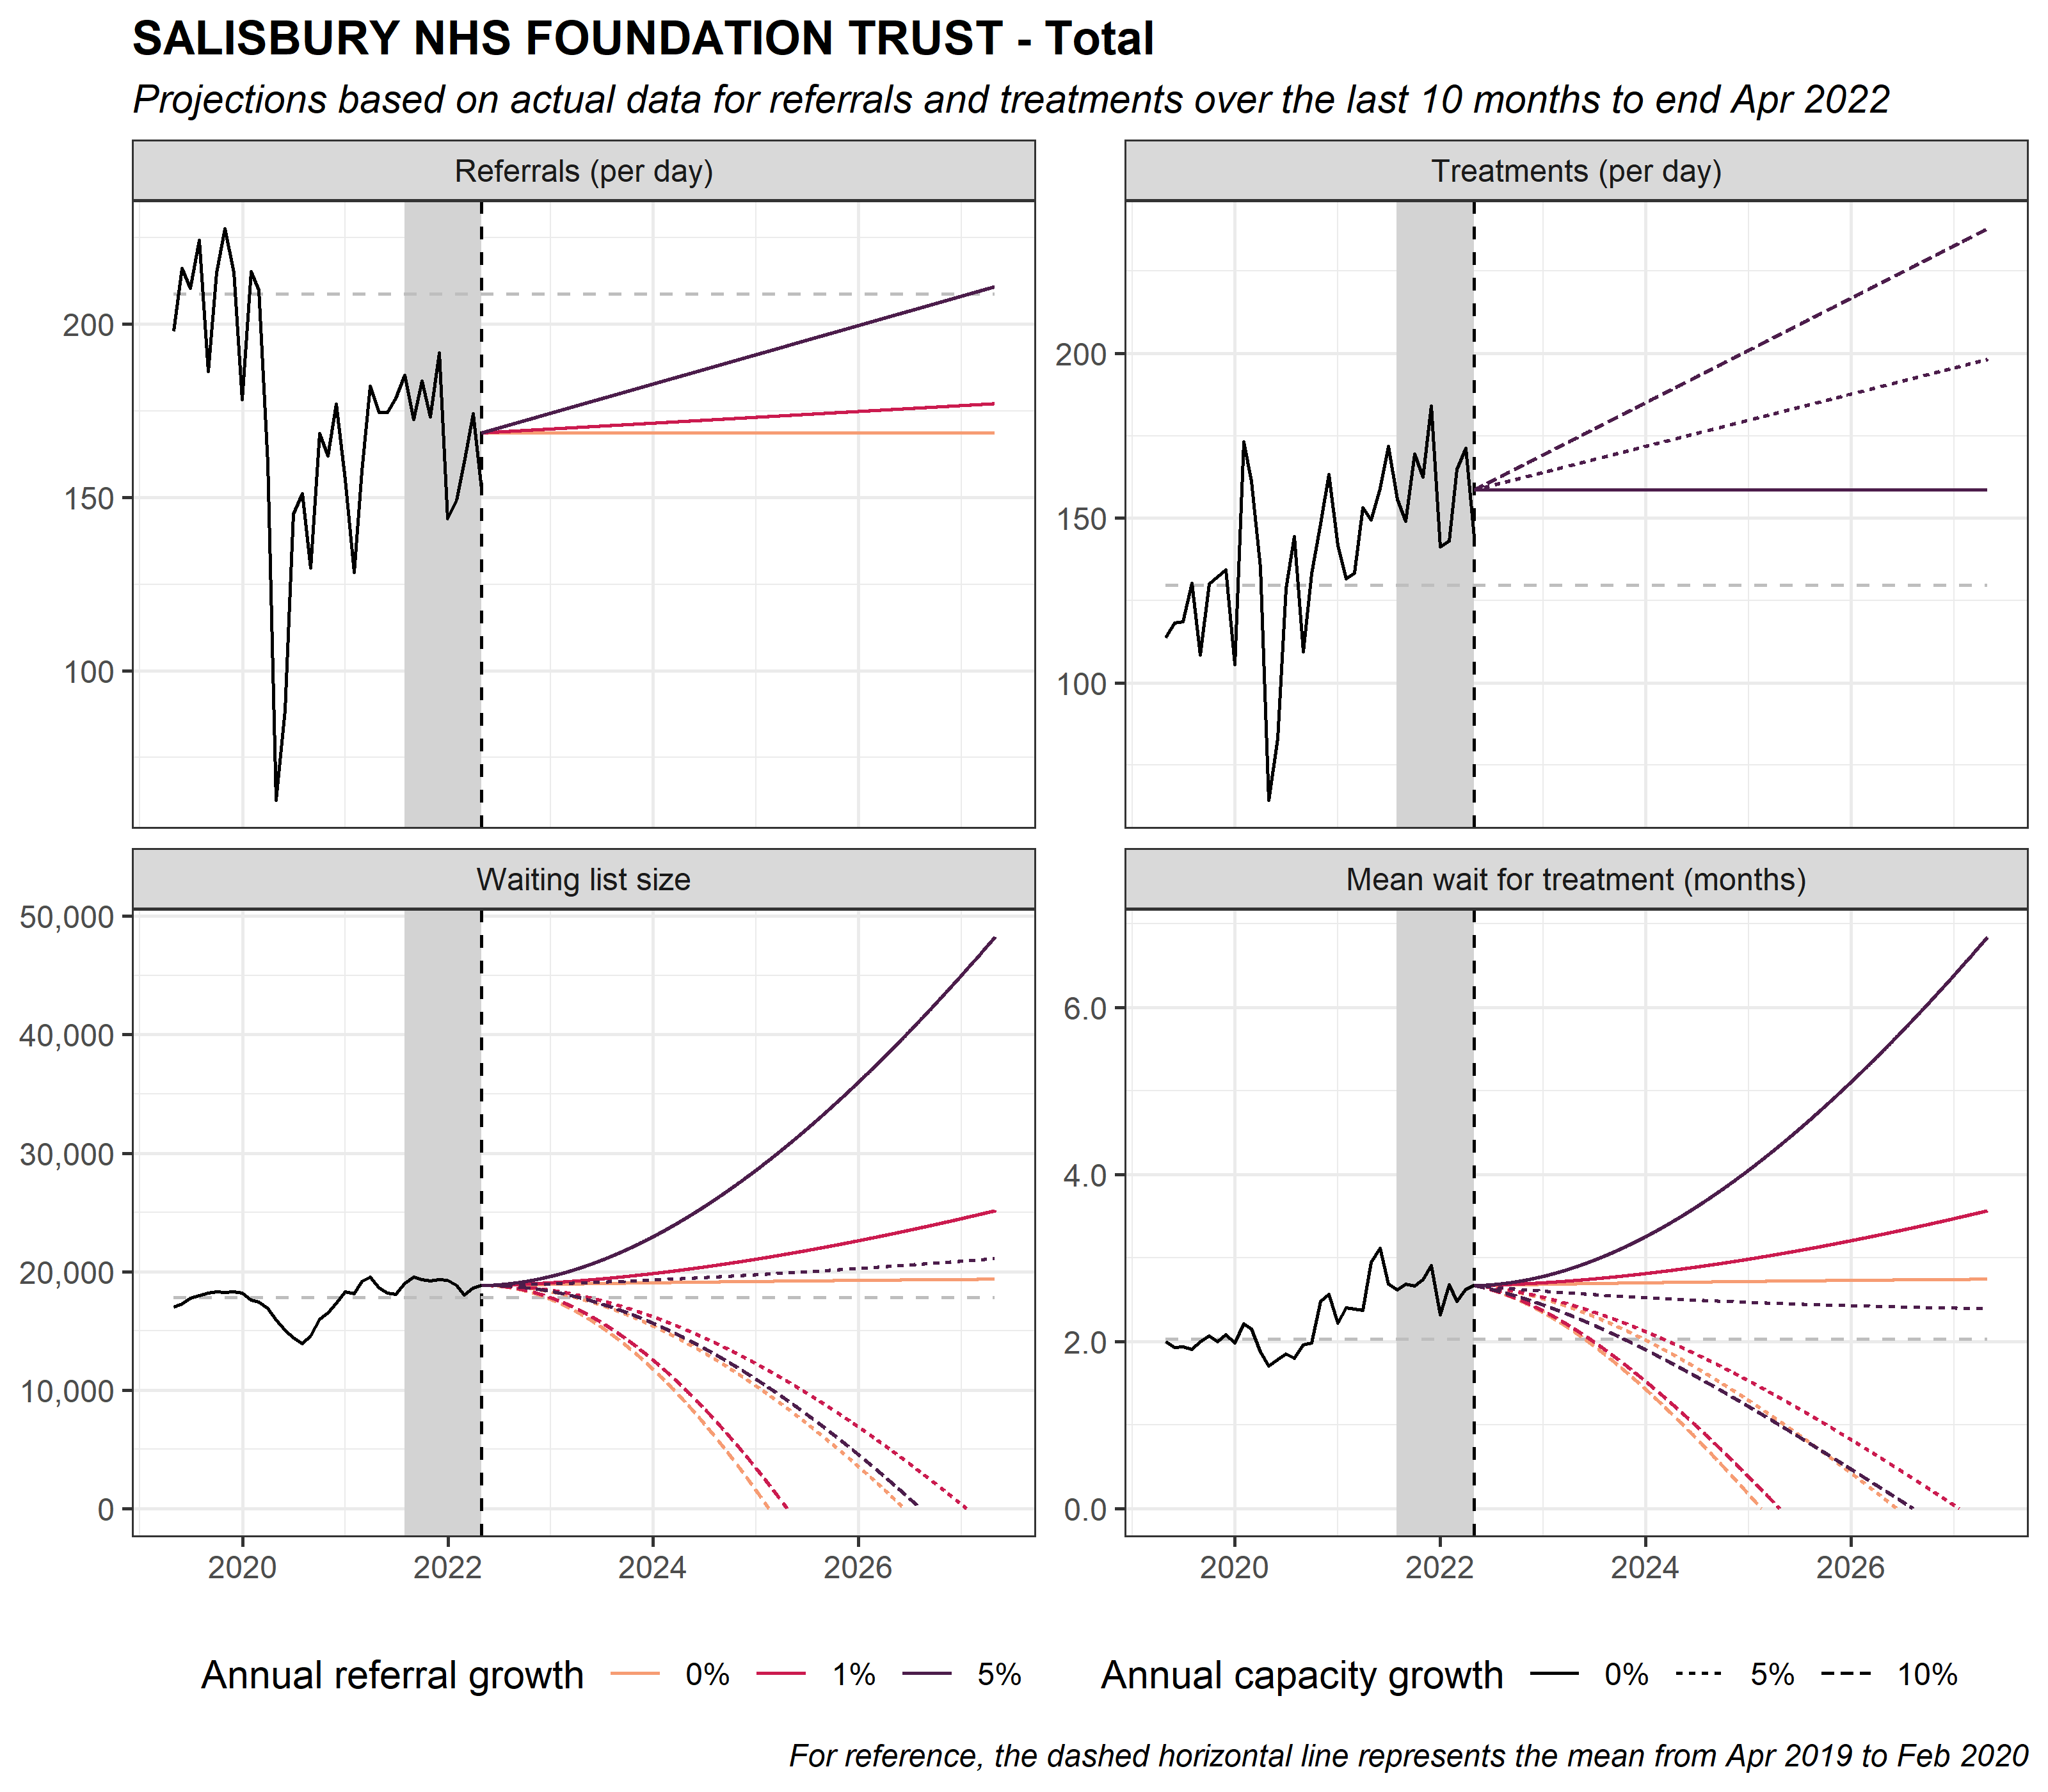 SALISBURY NHS FOUNDATION TRUST - Total
Projections based on actual data for referrals and treatments over the last 10 months to end Apr 2022
Referrals (per day)
200
150
100
Treatments (per day)
200
150
100
Waiting list size
50,000
40,000
30,000
20,000
10,000
0
2020 2022 2024 2026
Mean wait for treatment (months)
6.0
4.0
2.0
0.0
2020 2022 2024 2026
Annual referral growth 0% 1% 5%
Annual capacity growth 0% 5% 10%
For reference, the dashed horizontal line represents the mean from Apr 2019 to Feb 2020